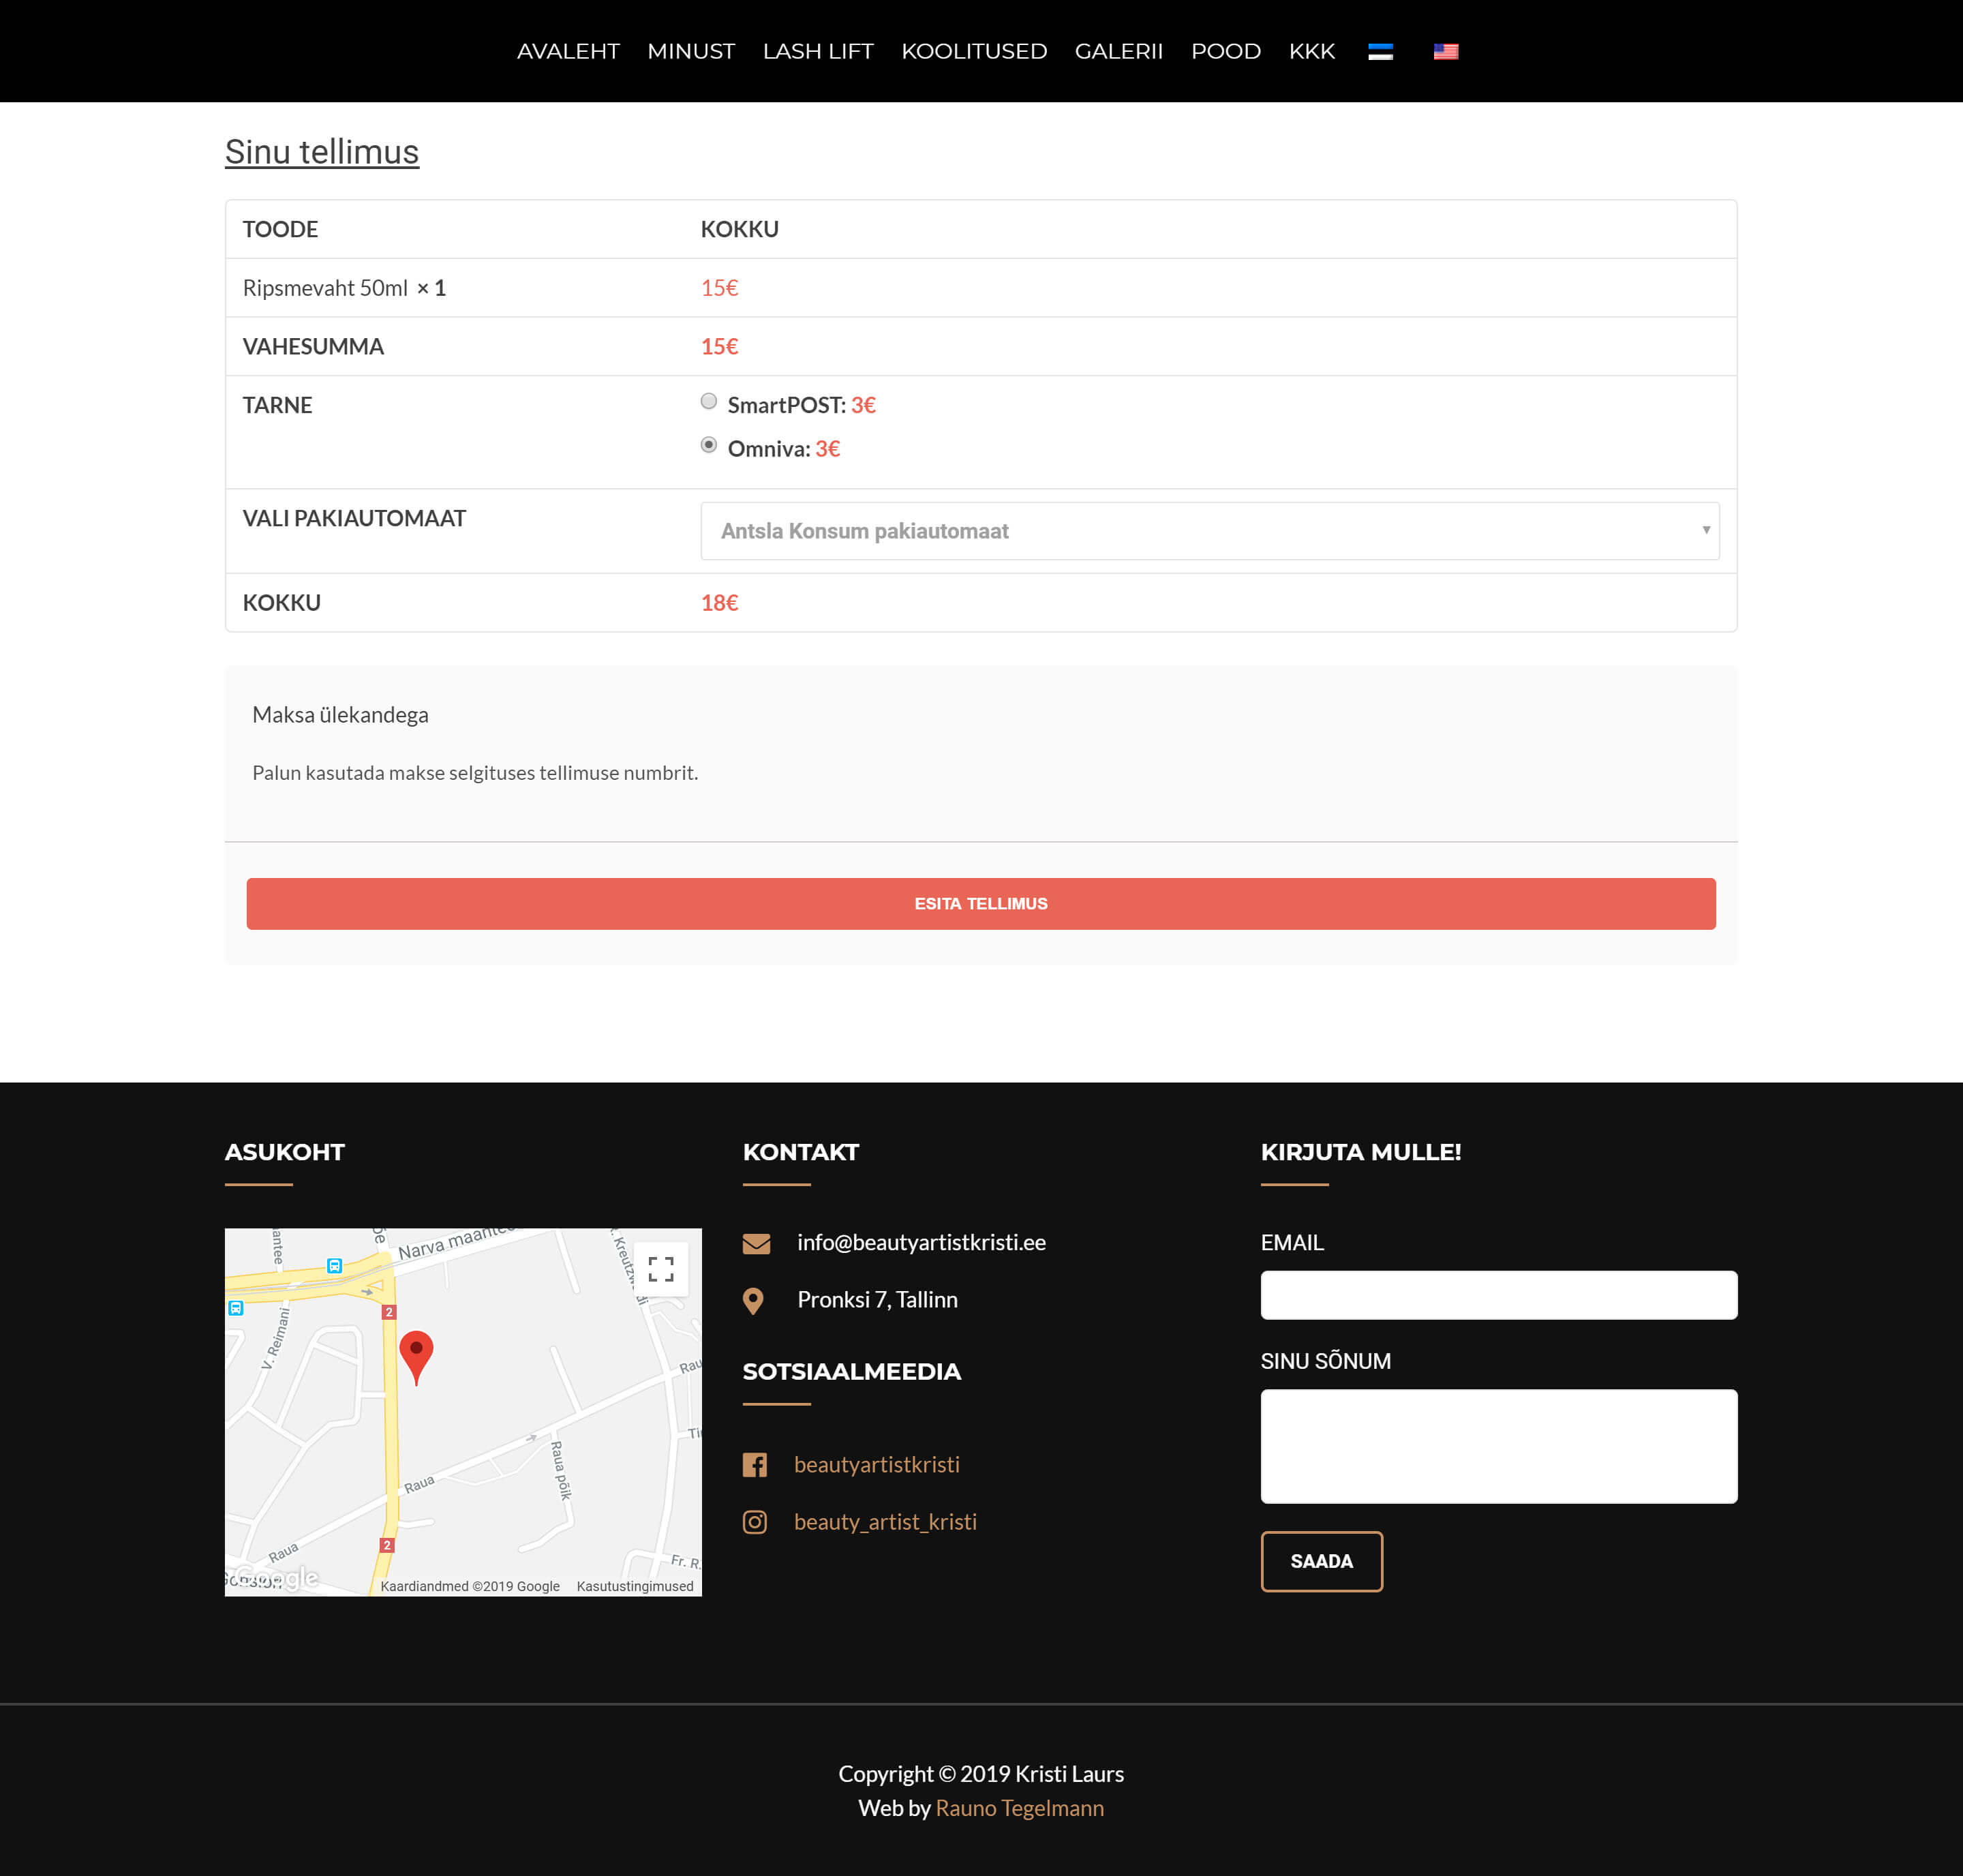 AVALEHT MINUST LASH LIFT KOOLITUSED GALERII POOD KKK
Sinu tellimus
TOODE KOKKU
Ripsmevaht 50ml × 1 15€
VAHESUMMA 15€
TARNE SmartPOST: 3€
Omniva: 3€
VALI PAKIAUTOMAAT Antsla Konsum pakiautomaat
KOKKU 18€
Maksa ülekandega
Palun kasutada makse selgituses tellimuse numbrit.
ESITA TELLIMUS
ASUKOHT
Narva maantee
V. Reimani
2
Raua
Raua põik
2
Raua
Fr. R.
Google
Kaardiandmed ©2019 Google Kasutustingimused
KONTAKT
info@beautyartistkristi.ee
Pronksi 7, Tallinn
SOTSIAALMEEDIA
beautyartistkristi
beauty_artist_kristi
KIRJUTA MULLE!
EMAIL
SINU SÕNUM
SAADA
Copyright © 2019 Kristi Laurs
Web by Rauno Tegelmann